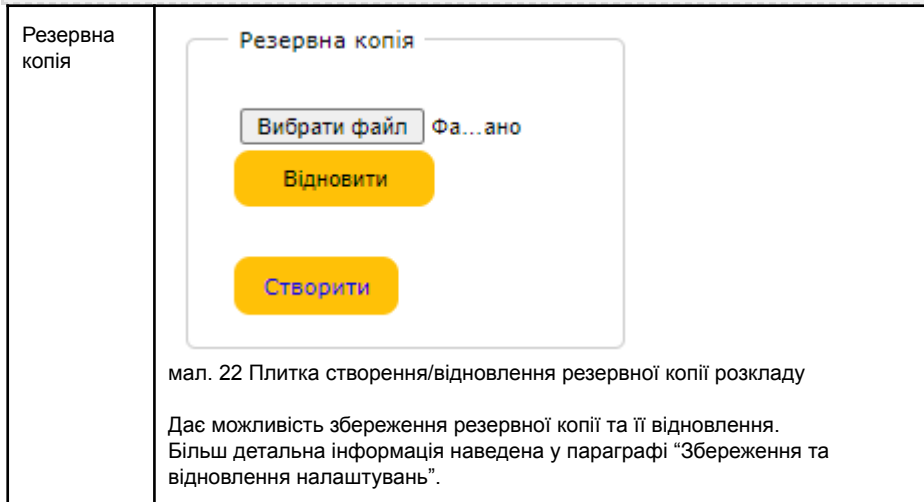 Резервна
копія
Резервна копія
Вибрати файл Фа...ано
Відновити
Створити
мал. 22 Плитка створення/відновлення резервної копії розкладу
Дає можливість збереження резервної копії та її відновлення.
Більш детальна інформація наведена у параграфі “Збереження та
відновлення налаштувань”.